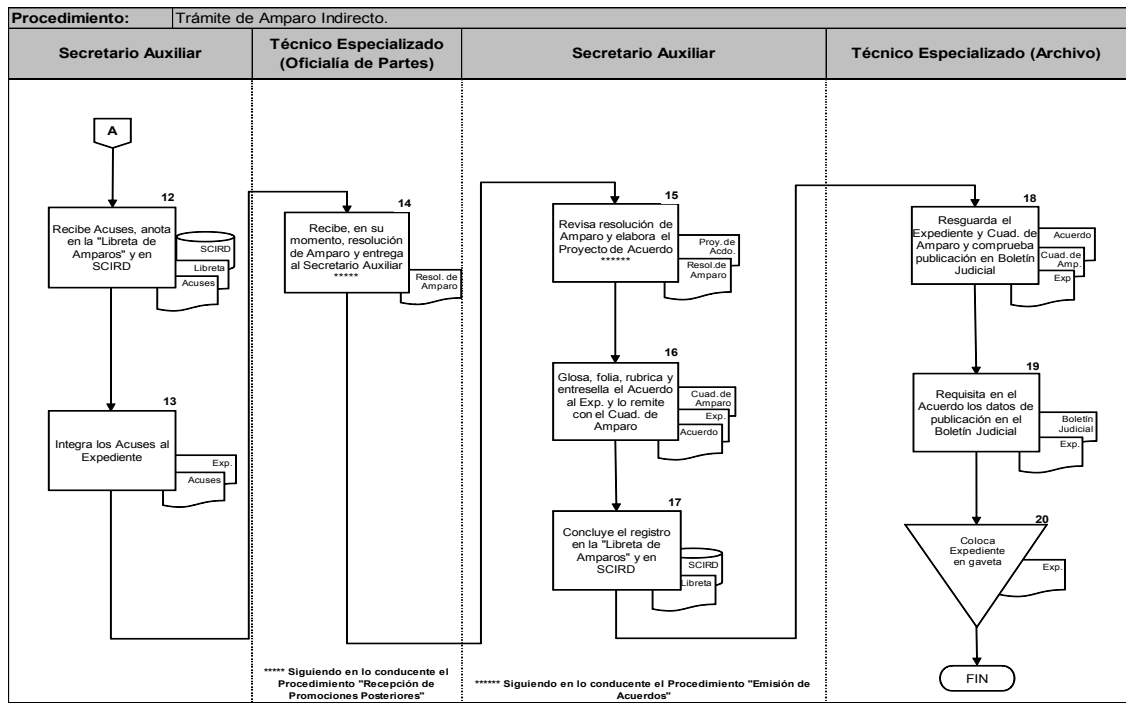 Procedimiento: Trámite de Amparo Indirecto.
Secretario Auxiliar
Técnico Especializado
(Oficialía de Partes)
Secretario Auxiliar
Técnico Especializado (Archivo)
A
12
Recibe Acuses, anota
en la "Libreta de
Amparos" y en
SCIRD
SCIRD
Libreta
Acuses
13
Integra los Acuses al
Expediente
Exp.
Acuses
14
Recibe, en su
momento, resolución
de Amparo y entrega
al Secretario Auxiliar
*****
Resol. de
Amparo
***** Siguiendo en lo conducente el
Procedimiento "Recepción de
Promociones Posteriores"
15
Revisa resolución de
Amparo y elabora el
Proyecto de Acuerdo
******
Proy. de
Acdo.
Resol. de
Amparo
16
Glosa, folia, rubrica y
entresella el Acuerdo
al Exp. y lo remite
con el Cuad. de
Amparo
Cuad. de
Amparo
Exp.
Acuerdo
17
Concluye el registro
en la "Libreta de
Amparos" y en
SCIRD
SCIRD
Libreta
****** Siguiendo en lo conducente el Procedimiento "Emisión de
Acuerdos"
18
Resguarda el
Expediente y Cuad. de
Amparo y comprueba
publicación en Boletín
Judicial
Acuerdo
Cuad. de
Amp.
Exp
19
Requisita en el
Acuerdo los datos de
publicación en el
Boletín Judicial
Boletín
Judicial
Exp.
20
Coloca
Expediente
en gaveta
Exp.
FIN